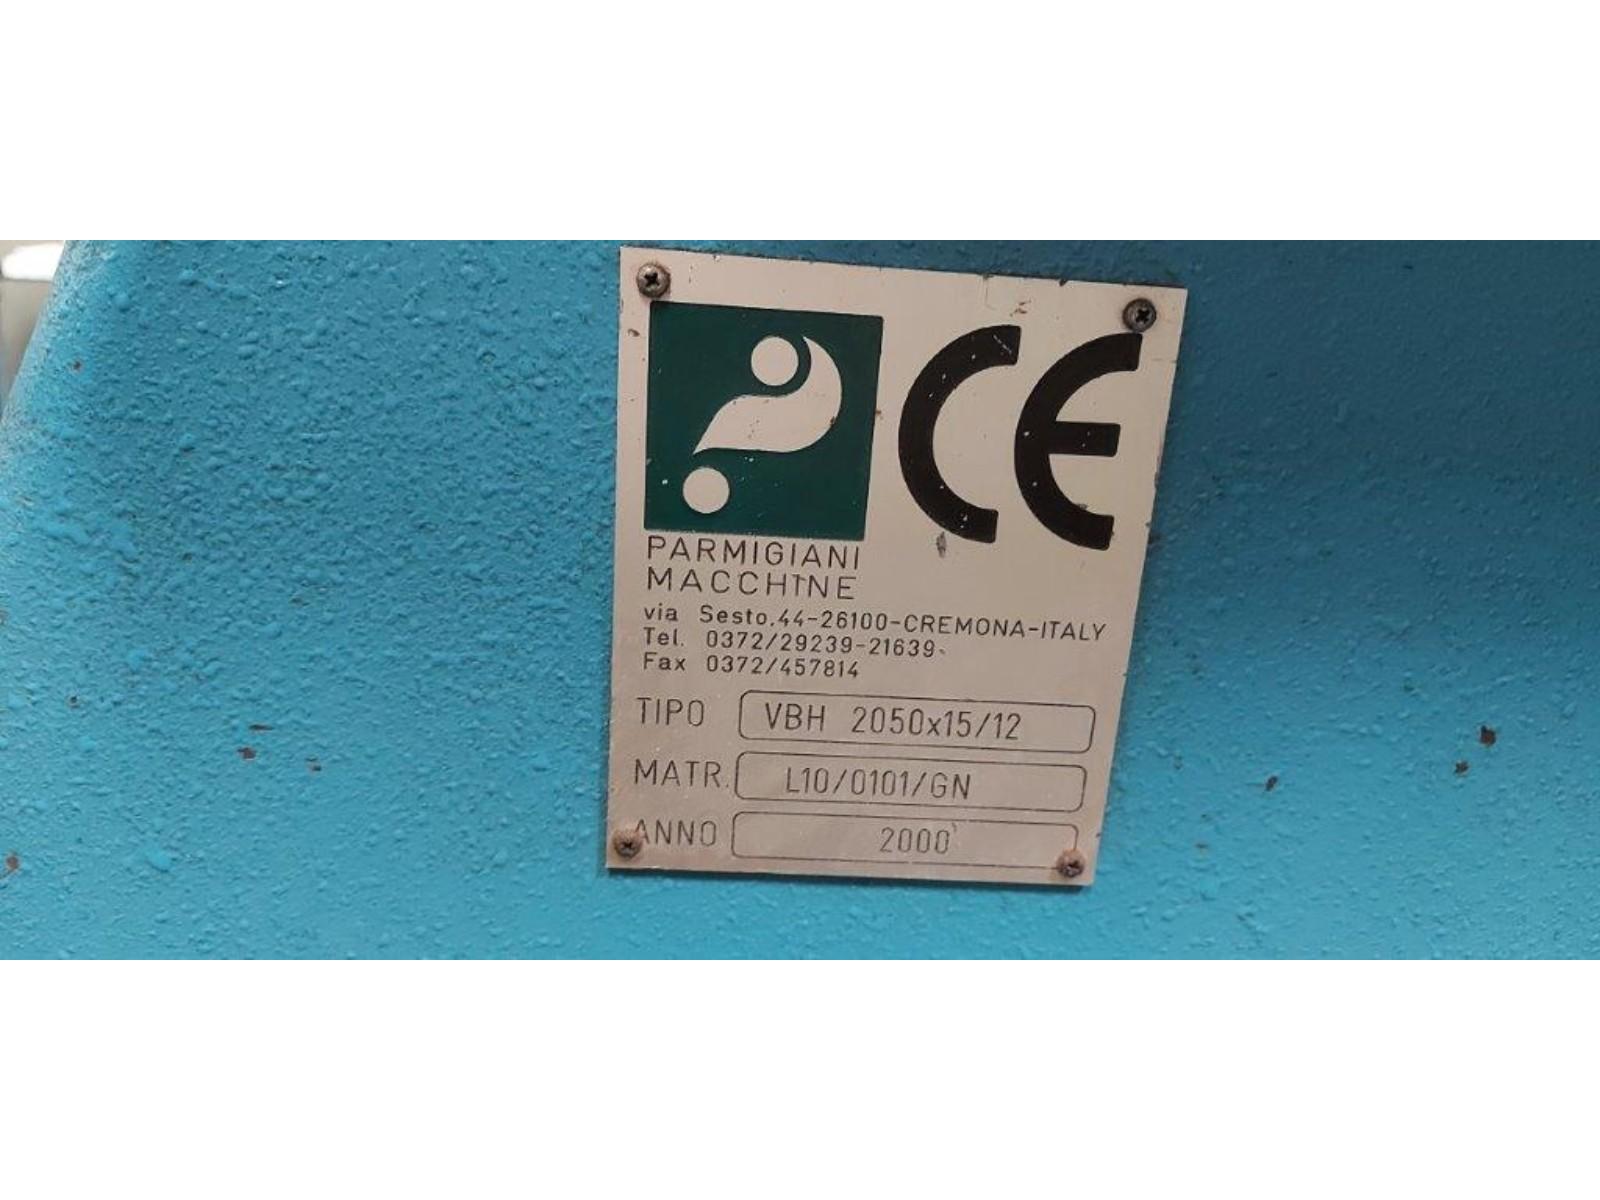 CE
PARMIGIANI
MACCHINE
via Sesto.44-26100-CREMONA-ITALY
Tel. 0372/29239-21639
Fax 0372/457814
TIPO VBH 2050x15/12
MATR. L10/0101/GN
ANNO 2000